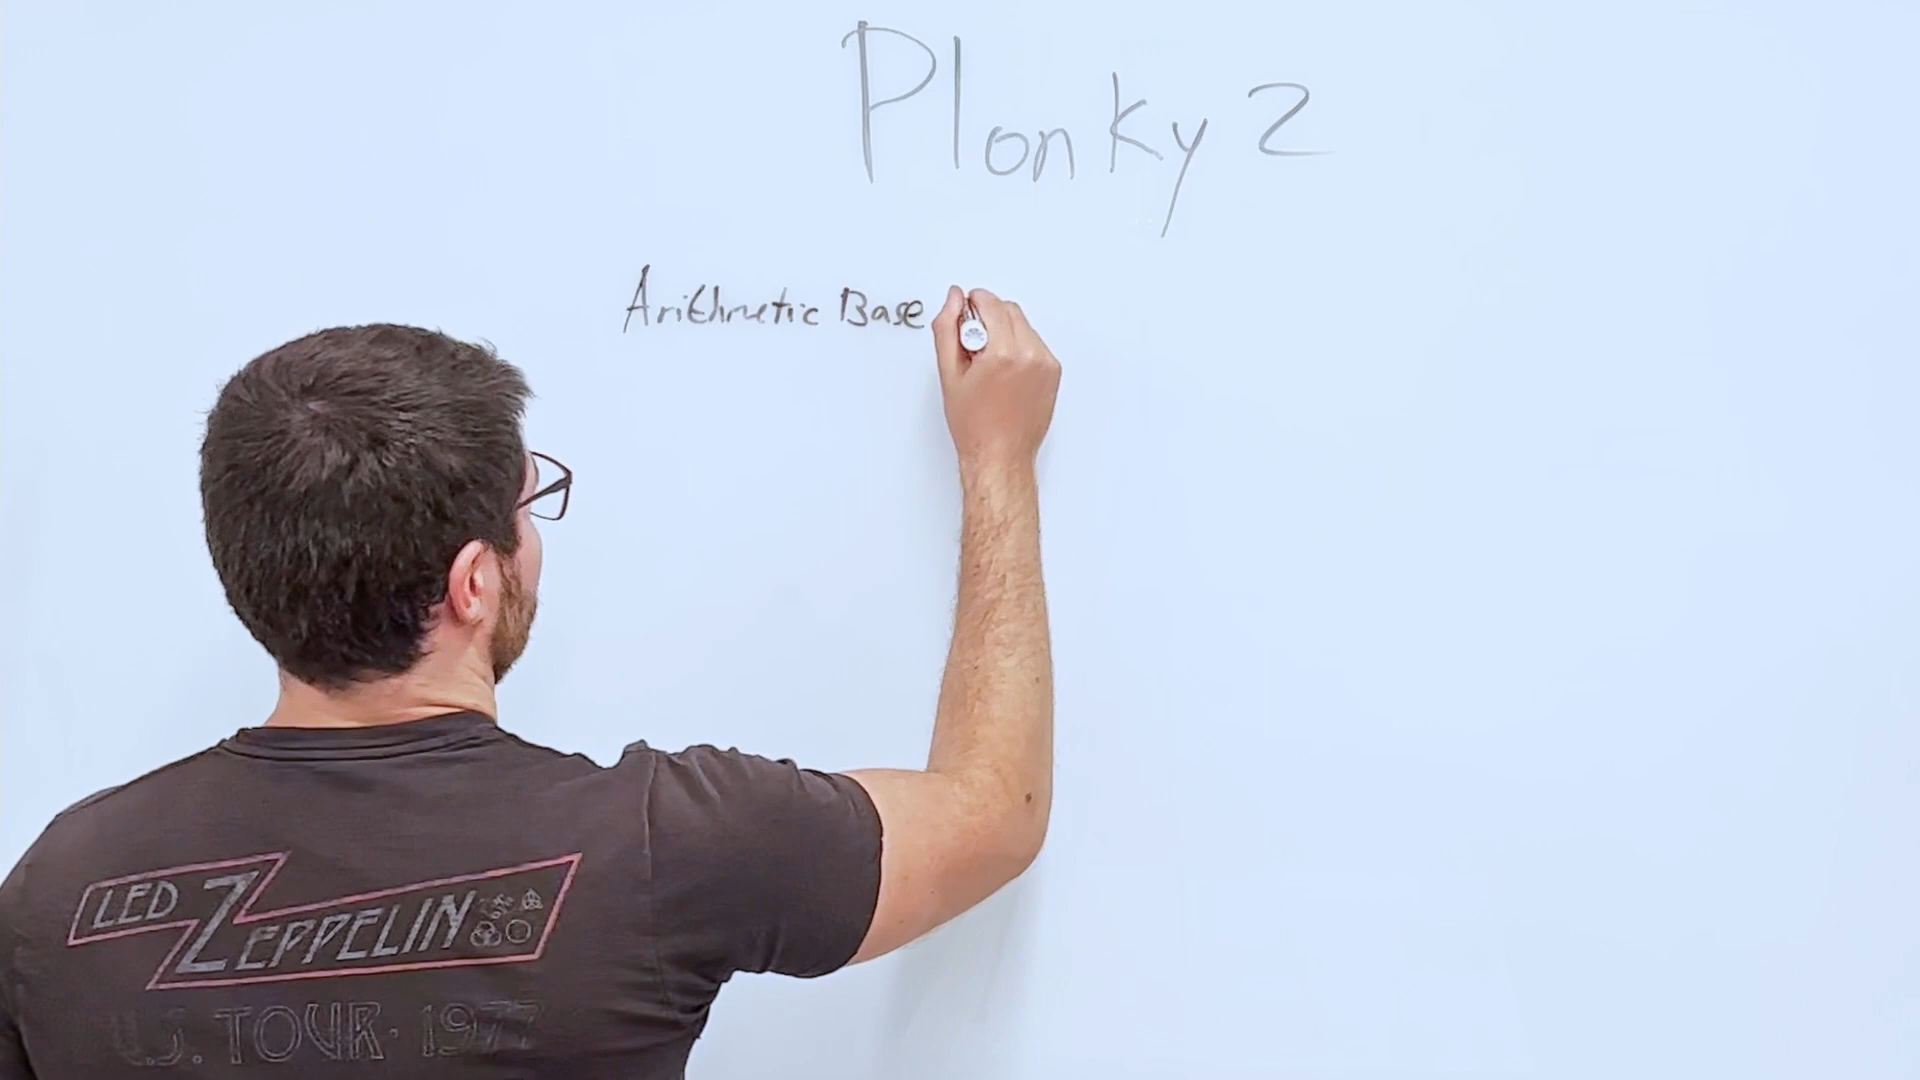 Plonky2
Arithmetic Base
LED ZEPPELIN
U.S. TOUR · 1977